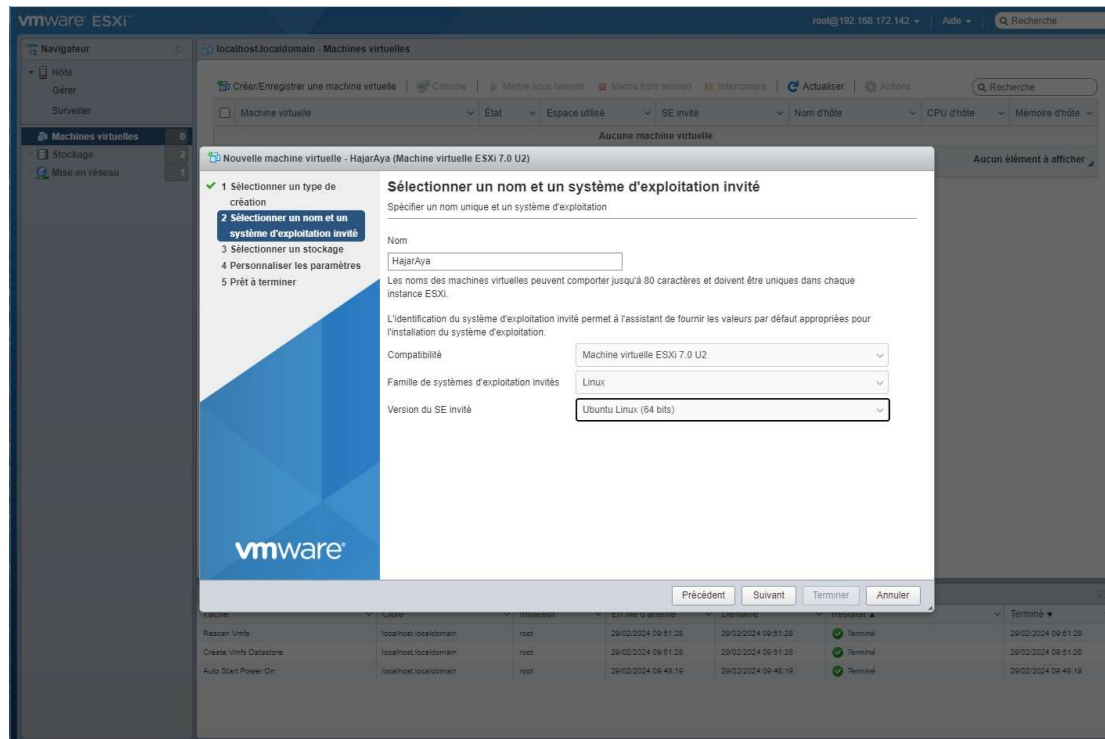 vmware ESXi
root@192.168.172.142
Aide
Recherche
Navigateur
localhost.localdomain - Machines virtuelles
Hôte
Gérer
Surveiller
Machines virtuelles 0
Stockage 2
Mise en réseau 1
Créer/Enregistrer une machine virtuelle
Console
Mettre sous tension
Mettre hors tension
Interrompre
Actualiser
Actions
Recherche
Machine virtuelle
État
Espace utilisé
SE invité
Nom d'hôte
CPU d'hôte
Mémoire d'hôte
Aucune machine virtuelle
Aucun élément à afficher
Nouvelle machine virtuelle - HajarAya (Machine virtuelle ESXi 7.0 U2)
1 Sélectionner un type de
création
2 Sélectionner un nom et un
système d'exploitation invité
3 Sélectionner un stockage
4 Personnaliser les paramètres
5 Prêt à terminer
vmware
Sélectionner un nom et un système d'exploitation invité
Spécifier un nom unique et un système d'exploitation
Nom
HajarAya
Les noms des machines virtuelles peuvent comporter jusqu'à 80 caractères et doivent être uniques dans chaque
instance ESXi.
L'identification du système d'exploitation invité permet à l'assistant de fournir les valeurs par défaut appropriées pour
l'installation du système d'exploitation.
Compatibilité
Machine virtuelle ESXi 7.0 U2
Famille de systèmes d'exploitation invités
Linux
Version du SE invité
Ubuntu Linux (64 bits)
Précédent
Suivant
Terminer
Annuler
Tâche Cible Initiateur En file d'attente Démarré Résultat Terminé
Rescan Vmfs localhost.localdomain root 29/02/2024 09:51:28 29/02/2024 09:51:28 Terminé 29/02/2024 09:51:28
Create Vmfs Datastore localhost.localdomain root 29/02/2024 09:51:28 29/02/2024 09:51:28 Terminé 29/02/2024 09:51:28
Auto Start Power On localhost.localdomain root 29/02/2024 09:48:19 29/02/2024 09:48:19 Terminé 29/02/2024 09:48:19